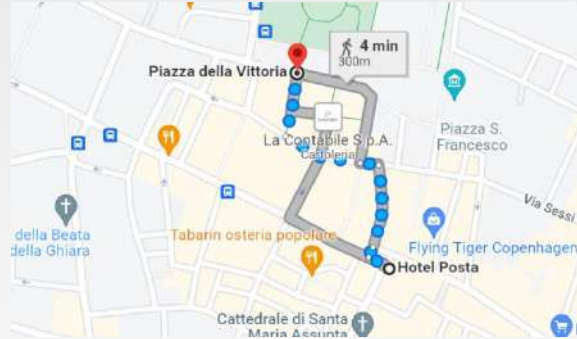 4 min
300m
Piazza della Vittoria
La Contabile S.p.A.
Cartoleria
Piazza S.
Francesco
Via Sessi
della Beata
della Ghiara
Tabarin osteria popolare
Flying Tiger Copenhagen
Hotel Posta
Cattedrale di Santa
Maria Assunta